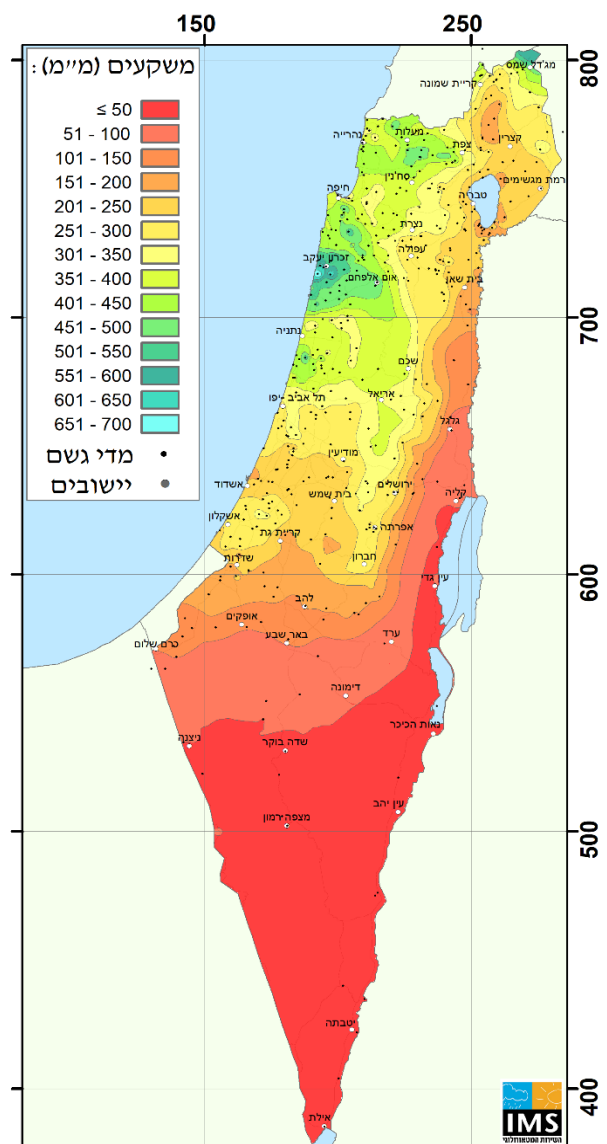 150 250
משקעים (מ״מ):
≤ 50
51 - 100
101 - 150
151 - 200
201 - 250
251 - 300
301 - 350
351 - 400
401 - 450
451 - 500
501 - 550
551 - 600
601 - 650
651 - 700
מדי גשם
יישובים
800
700
600
500
400
מג'דל שמס
קריית שמונה
נהרייה
מעלות
צפת
קצרין
סח'נין
רמת מגשימים
חיפה
טבריה
נצרת
עפולה
זכרון יעקב
אום אלפחם
בית שאן
נתניה
שכם
תל אביב -יפו
אריאל
גלגל
מודיעין
אשדוד
בית שמש
ירושלים
קליה
אשקלון
קריית גת
אפרתה
שדרות
חברון
עין גדי
להב
אופקים
כרם שלום
באר שבע
ערד
דימונה
נאות הכיכר
ניצנה
שדה בוקר
עין יהב
מצפה רמון
יטבתה
אילת
IMS
השירות המטאורולוגי